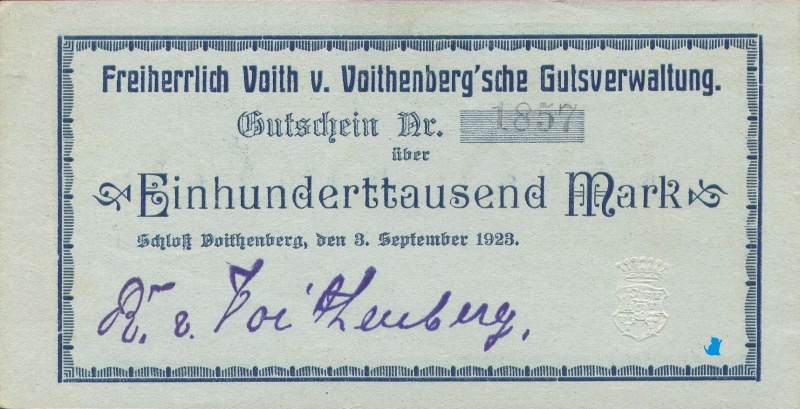 Freiherrlich Voith v. Voithenberg'sche Gutsverwaltung.
Gutschein Nr. 1857
über
Einhunderttausend Mark
Schloß Voithenberg, den 3. September 1923.
R. v. Voithenberg.